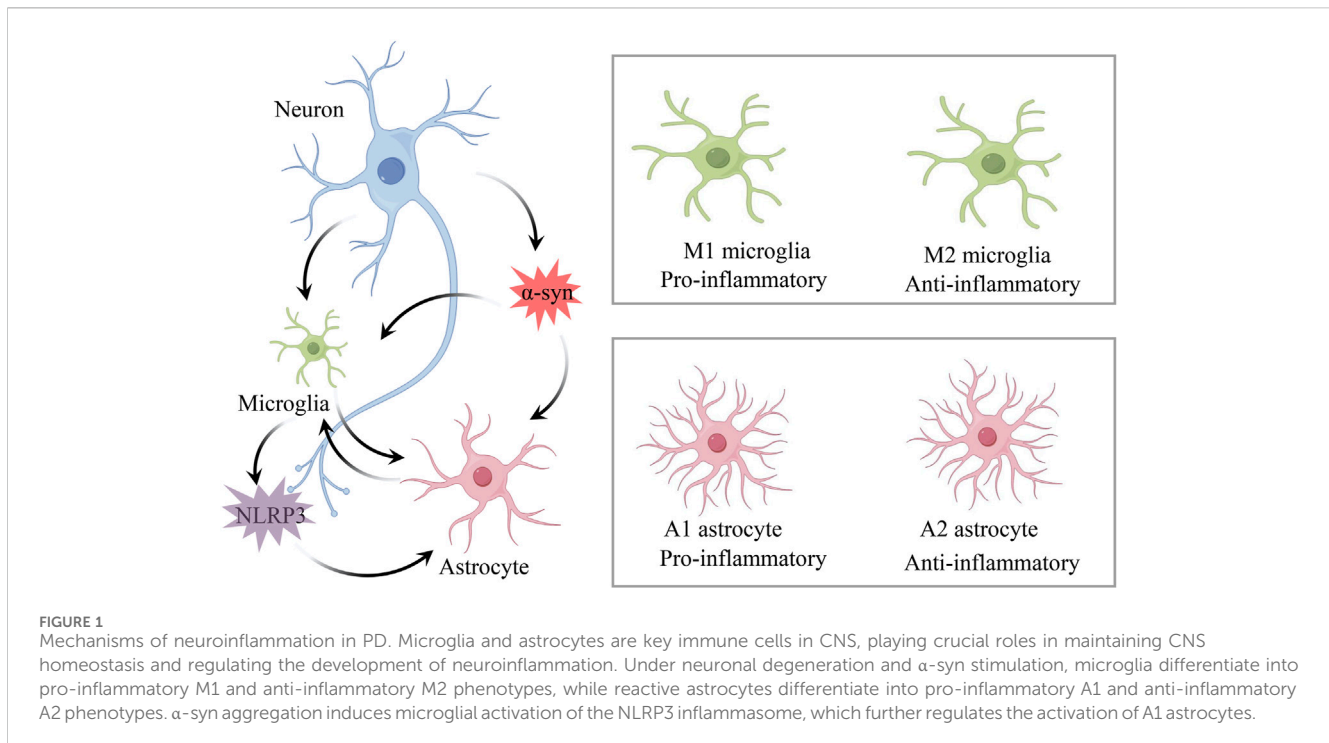 Neuron
α-syn
Microglia
NLRP3
Astrocyte
M1 microglia
Pro-inflammatory
M2 microglia
Anti-inflammatory
A1 astrocyte
Pro-inflammatory
A2 astrocyte
Anti-inflammatory
FIGURE 1
Mechanisms of neuroinflammation in PD. Microglia and astrocytes are key immune cells in CNS, playing crucial roles in maintaining CNS
homeostasis and regulating the development of neuroinflammation. Under neuronal degeneration and α-syn stimulation, microglia differentiate into
pro-inflammatory M1 and anti-inflammatory M2 phenotypes, while reactive astrocytes differentiate into pro-inflammatory A1 and anti-inflammatory
A2 phenotypes. α-syn aggregation induces microglial activation of the NLRP3 inflammasome, which further regulates the activation of A1 astrocytes.